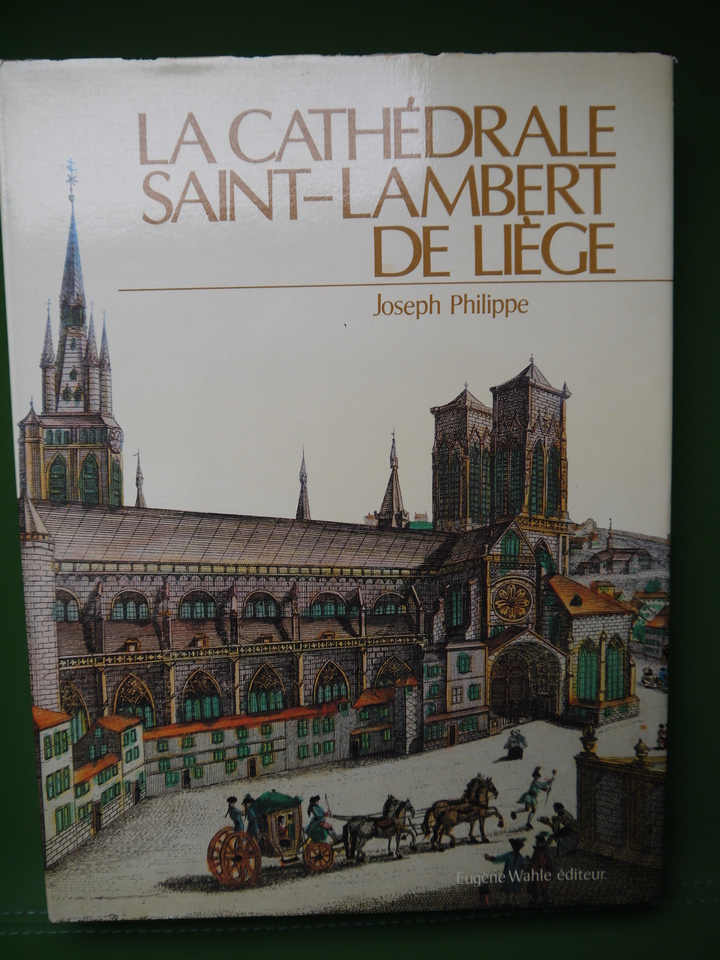 LA CATHÉDRALE
SAINT-LAMBERT
DE LIÈGE
Joseph Philippe
Eugène Wahle éditeur.